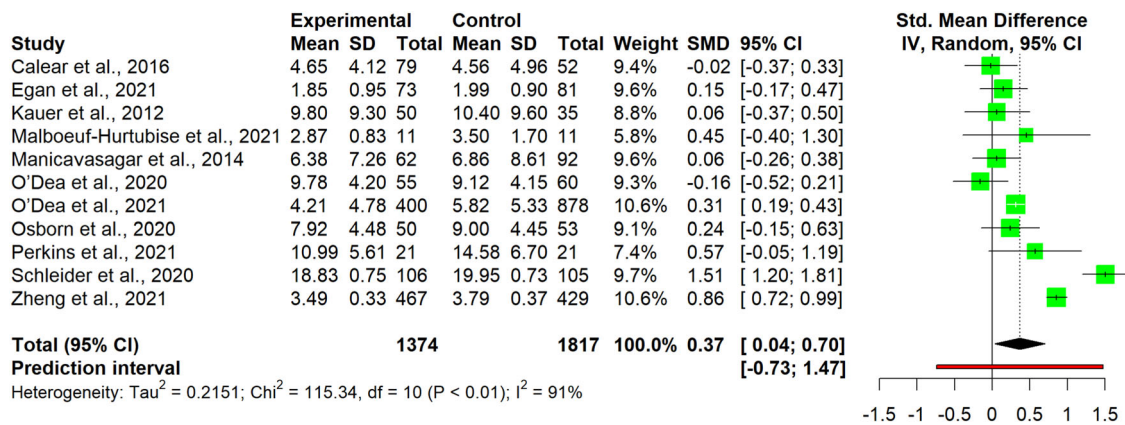 Experimental Control Std. Mean Difference
Study Mean SD Total Mean SD Total Weight SMD 95% CI IV, Random, 95% CI
Calear et al., 2016 4.65 4.12 79 4.56 4.96 52 9.4% -0.02 [-0.37; 0.33]
Egan et al., 2021 1.85 0.95 73 1.99 0.90 81 9.6% 0.15 [-0.17; 0.47]
Kauer et al., 2012 9.80 9.30 50 10.40 9.60 35 8.8% 0.06 [-0.37; 0.50]
Malboeuf-Hurtubise et al., 2021 2.87 0.83 11 3.50 1.70 11 5.8% 0.45 [-0.40; 1.30]
Manicavasagar et al., 2014 6.38 7.26 62 6.86 8.61 92 9.6% 0.06 [-0.26; 0.38]
O'Dea et al., 2020 9.78 4.20 55 9.12 4.15 60 9.3% -0.16 [-0.52; 0.21]
O'Dea et al., 2021 4.21 4.78 400 5.82 5.33 878 10.6% 0.31 [ 0.19; 0.43]
Osborn et al., 2020 7.92 4.48 50 9.00 4.45 53 9.1% 0.24 [-0.15; 0.63]
Perkins et al., 2021 10.99 5.61 21 14.58 6.70 21 7.4% 0.57 [-0.05; 1.19]
Schleider et al., 2020 18.83 0.75 106 19.95 0.73 105 9.7% 1.51 [ 1.20; 1.81]
Zheng et al., 2021 3.49 0.33 467 3.79 0.37 429 10.6% 0.86 [ 0.72; 0.99]
Total (95% CI) 1374 1817 100.0% 0.37 [ 0.04; 0.70]
Prediction interval [-0.73; 1.47]
Heterogeneity: Tau² = 0.2151; Chi² = 115.34, df = 10 (P < 0.01); I² = 91%
-1.5 -1 -0.5 0 0.5 1 1.5